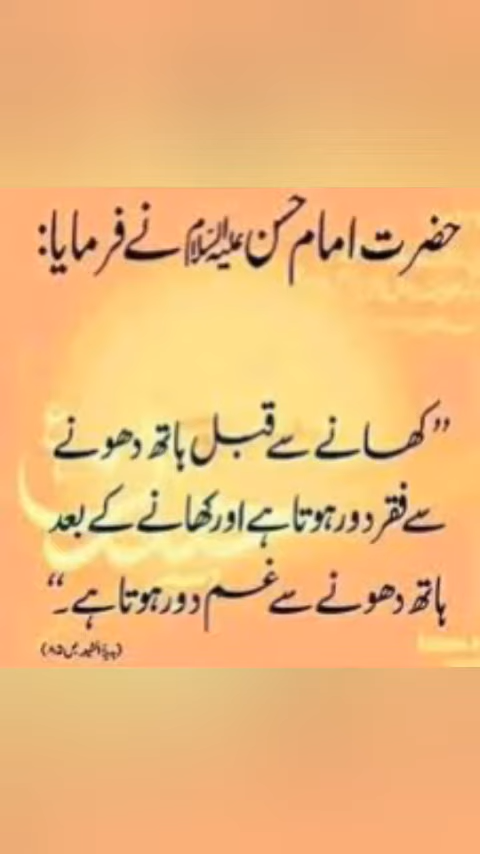 حضرت امام حسن علیہ السلام نے فرمایا:
”کھانے سے قبل ہاتھ دھونے
سے فقر دور ہوتا ہے اور کھانے کے بعد
ہاتھ دھونے سے غم دور ہوتا ہے۔“